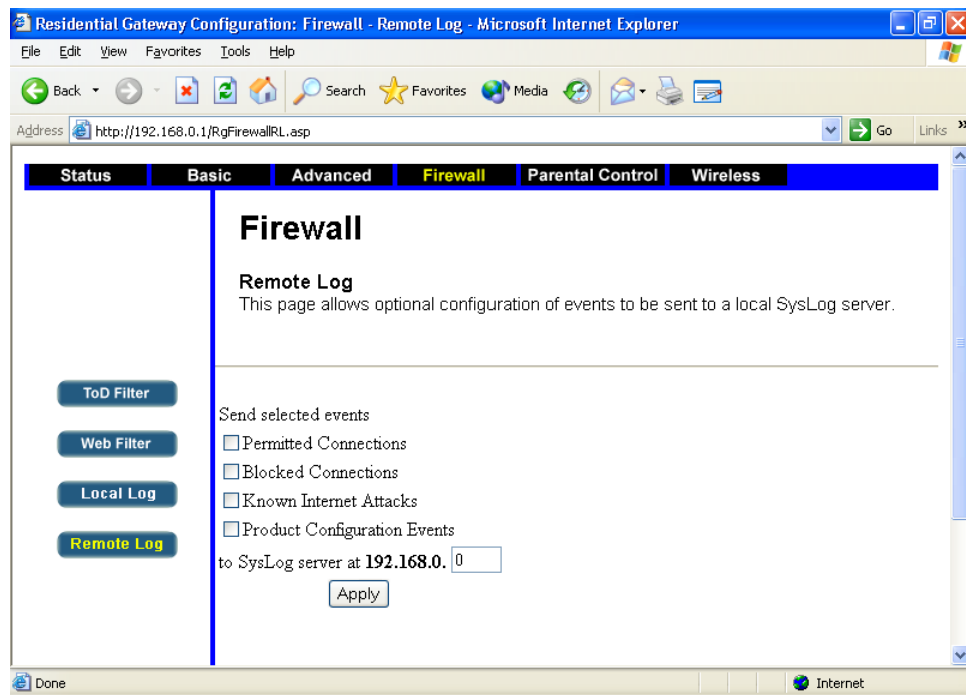 Residential Gateway Configuration: Firewall - Remote Log - Microsoft Internet Explorer
File Edit View Favorites Tools Help
Back Search Favorites Media
Address http://192.168.0.1/RgFirewallRL.asp Go Links »
Status Basic Advanced Firewall Parental Control Wireless
Firewall
Remote Log
This page allows optional configuration of events to be sent to a local SysLog server.
ToD Filter
Web Filter
Local Log
Remote Log
Send selected events
Permitted Connections
Blocked Connections
Known Internet Attacks
Product Configuration Events
to SysLog server at 192.168.0. 0
Apply
Done Internet